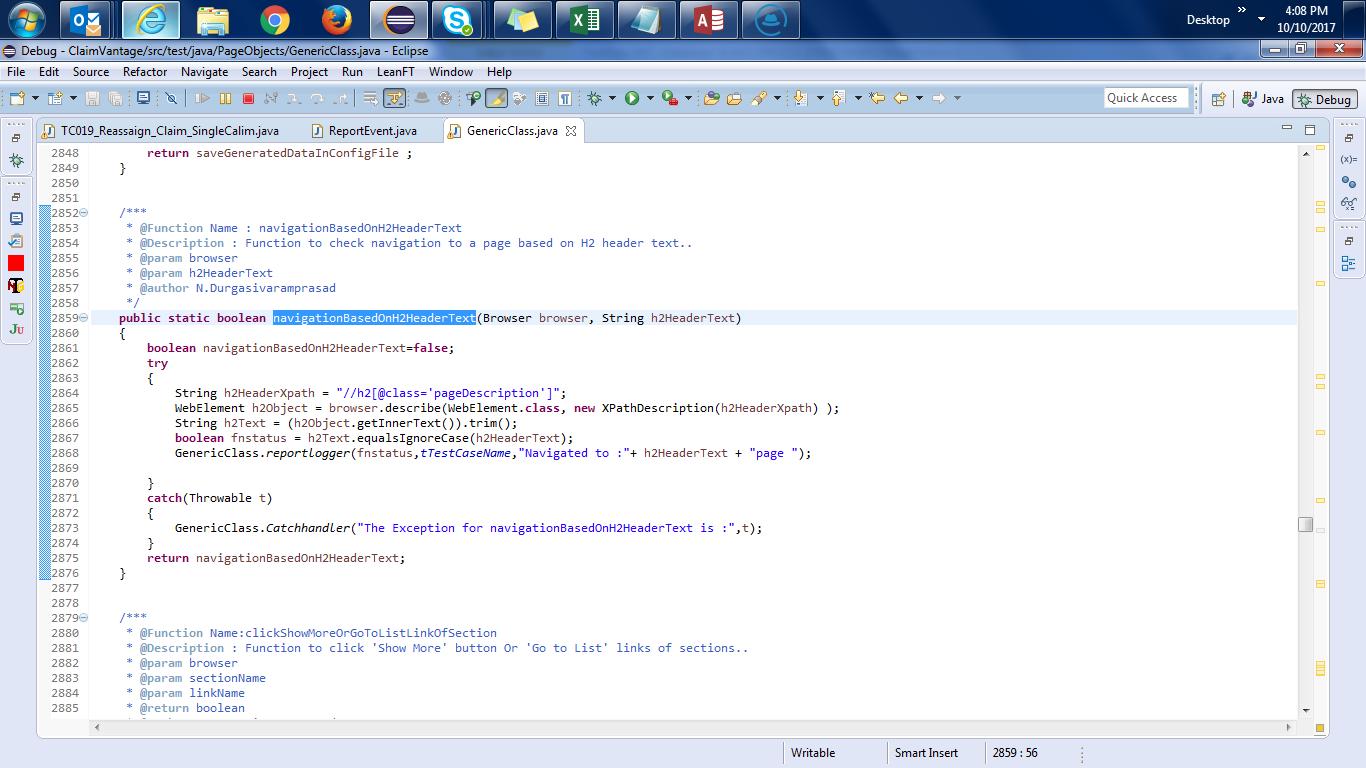 Desktop
»
4:08 PM
10/10/2017
Debug - ClaimVantage/src/test/java/PageObjects/GenericClass.java - Eclipse
File Edit Source Refactor Navigate Search Project Run LeanFT Window Help
Quick Access
Java
Debug
TC019_Reassaign_Claim_SingleCalim.java
ReportEvent.java
GenericClass.java
2848 return saveGeneratedDataInConfigFile ;
2849 }
2850
2851
2852 /***
2853 * @Function Name : navigationBasedOnH2HeaderText
2854 * @Description : Function to check navigation to a page based on H2 header text..
2855 * @param browser
2856 * @param h2HeaderText
2857 * @author N.Durgasivaramprasad
2858 */
2859 public static boolean navigationBasedOnH2HeaderText(Browser browser, String h2HeaderText)
2860 {
2861 boolean navigationBasedOnH2HeaderText=false;
2862 try
2863 {
2864 String h2HeaderXpath = "//h2[@class='pageDescription']";
2865 WebElement h2Object = browser.describe(WebElement.class, new XPathDescription(h2HeaderXpath) );
2866 String h2Text = (h2Object.getInnerText()).trim();
2867 boolean fnstatus = h2Text.equalsIgnoreCase(h2HeaderText);
2868 GenericClass.reportlogger(fnstatus,tTestCaseName,"Navigated to :"+ h2HeaderText + "page ");
2869
2870 }
2871 catch(Throwable t)
2872 {
2873 GenericClass.Catchhandler("The Exception for navigationBasedOnH2HeaderText is :",t);
2874 }
2875 return navigationBasedOnH2HeaderText;
2876 }
2877
2878
2879 /***
2880 * @Function Name:clickShowMoreOrGoToListLinkOfSection
2881 * @Description : Function to click 'Show More' button Or 'Go to List' links of sections..
2882 * @param browser
2883 * @param sectionName
2884 * @param linkName
2885 * @return boolean
Writable
Smart Insert
2859 : 56